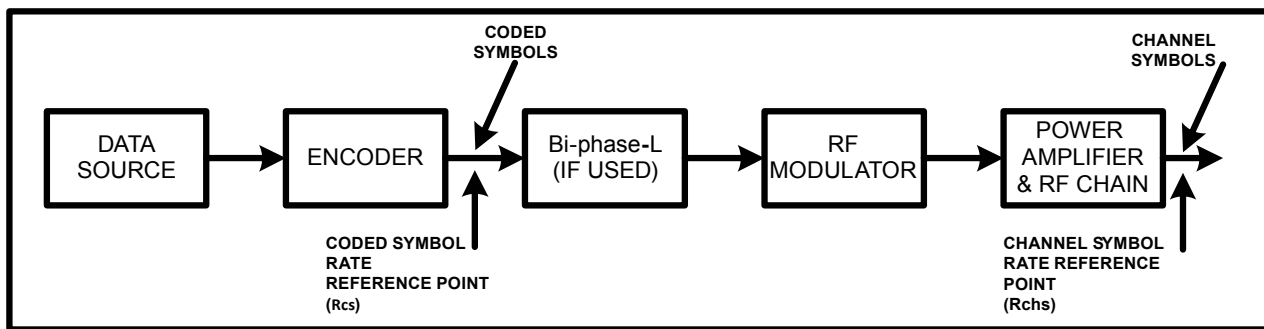 CODED
SYMBOLS
CHANNEL
SYMBOLS
DATA
SOURCE
ENCODER
Bi-phase-L
(IF USED)
RF
MODULATOR
POWER
AMPLIFIER
& RF CHAIN
CODED SYMBOL
RATE
REFERENCE POINT
(Rcs)
CHANNEL SYMBOL
RATE REFERENCE
POINT
(Rchs)